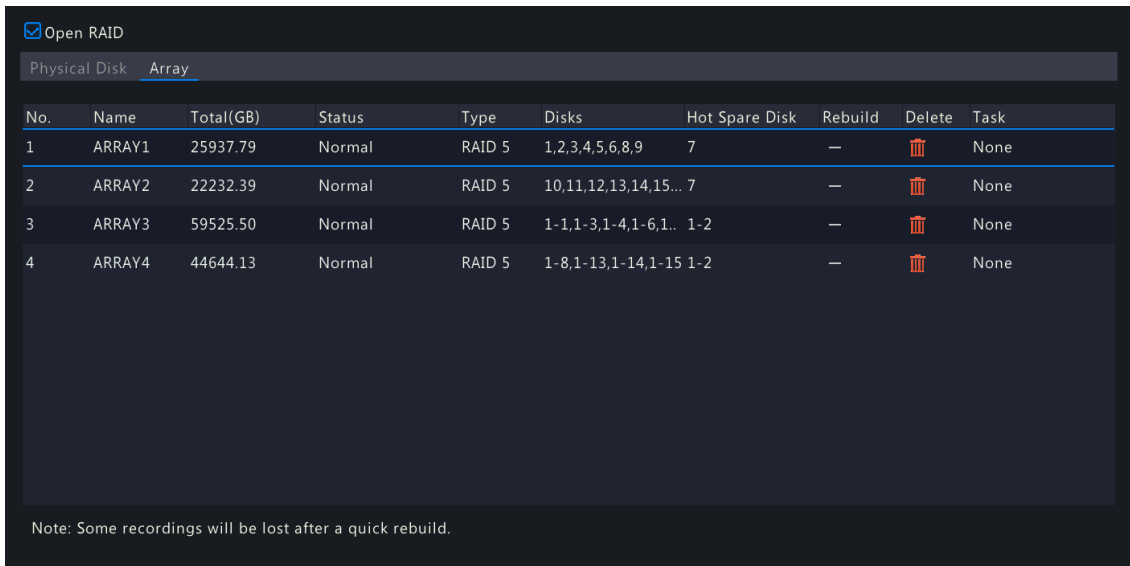 Open RAID
Physical Disk Array
No. Name Total(GB) Status Type Disks Hot Spare Disk Rebuild Delete Task
1 ARRAY1 25937.79 Normal RAID 5 1,2,3,4,5,6,8,9 7 — None
2 ARRAY2 22232.39 Normal RAID 5 10,11,12,13,14,15... 7 — None
3 ARRAY3 59525.50 Normal RAID 5 1-1,1-3,1-4,1-6,1.. 1-2 — None
4 ARRAY4 44644.13 Normal RAID 5 1-8,1-13,1-14,1-15 1-2 — None
Note: Some recordings will be lost after a quick rebuild.